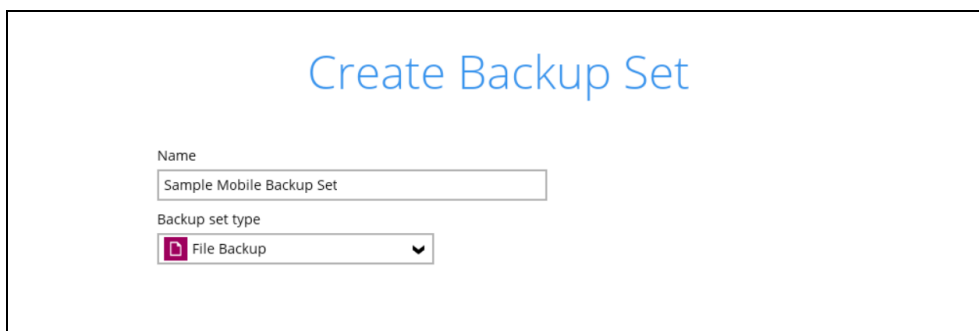 Create Backup Set
Name
Sample Mobile Backup Set
Backup set type
File Backup